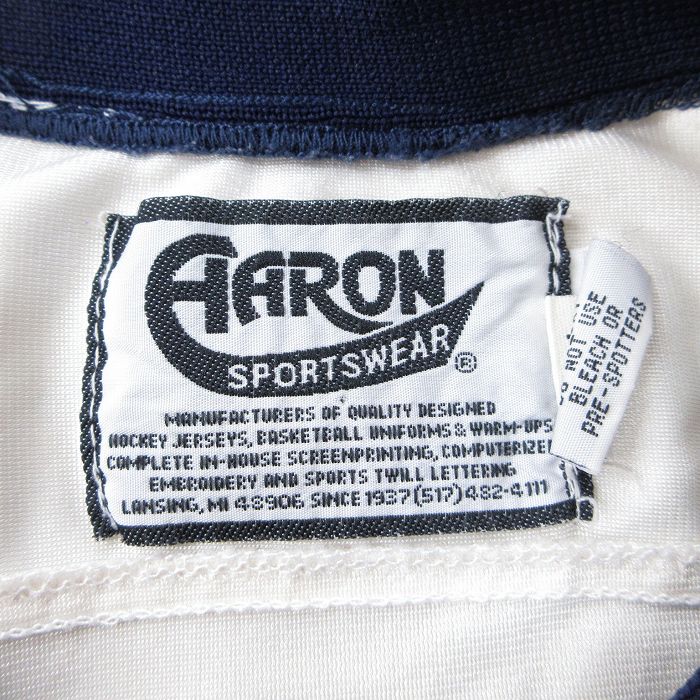 AARON
SPORTSWEAR®
MANUFACTURERS OF QUALITY DESIGNED
HOCKEY JERSEYS, BASKETBALL UNIFORMS & WARM-UPS
COMPLETE IN-HOUSE SCREENPRINTING, COMPUTERIZED
EMBROIDERY AND SPORTS TWILL LETTERING
LANSING, MI 48906 SINCE 1937 (517) 482-4111
NOT USE
BLEACH OR
PRE-SPOTTERS